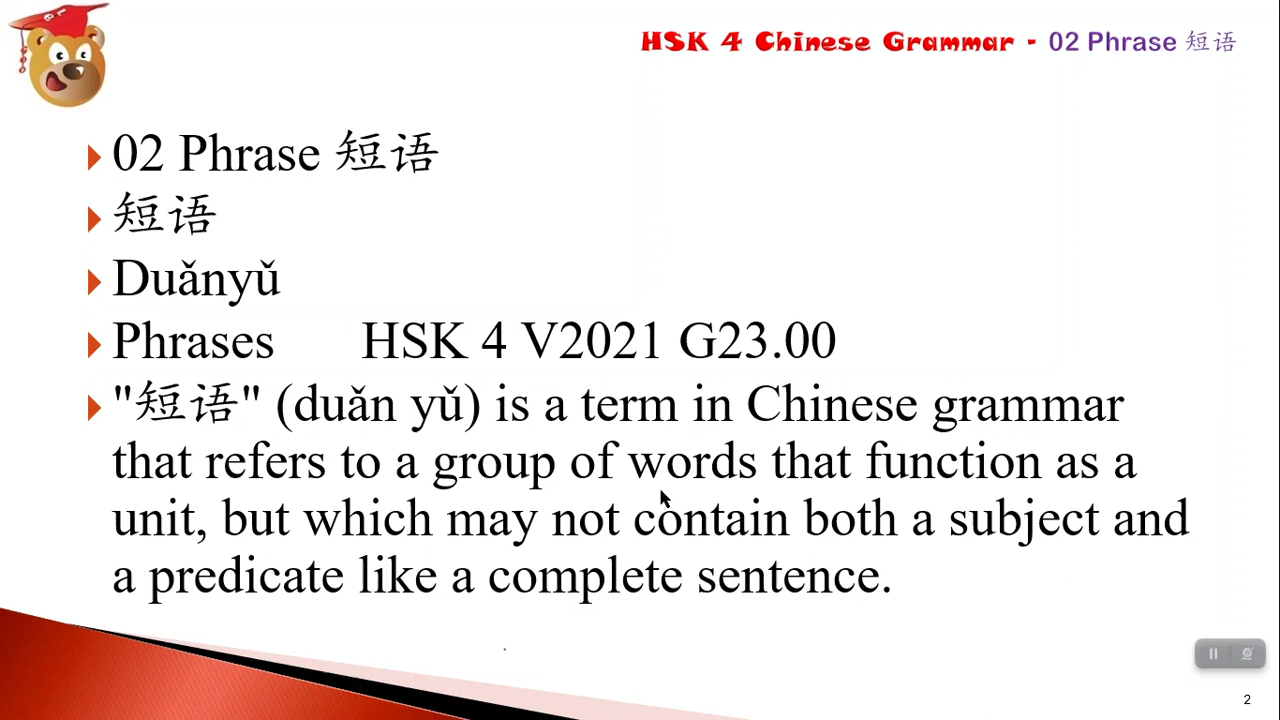 HSK 4 Chinese Grammar - 02 Phrase 短语
02 Phrase 短语
短语
Duǎnyǔ
Phrases HSK 4 V2021 G23.00
"短语" (duǎn yǔ) is a term in Chinese grammar
that refers to a group of words that function as a
unit, but which may not contain both a subject and
a predicate like a complete sentence.
2